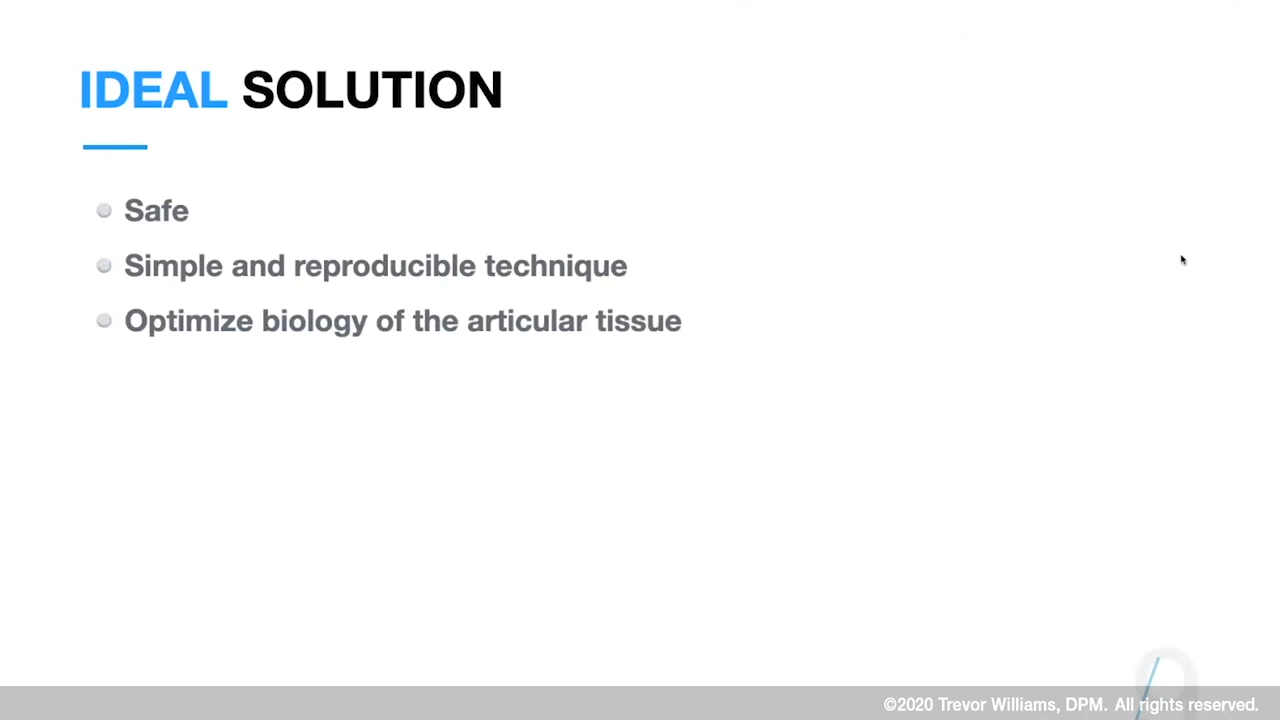 IDEAL SOLUTION
Safe
Simple and reproducible technique
Optimize biology of the articular tissue
©2020 Trevor Williams, DPM. All rights reserved.